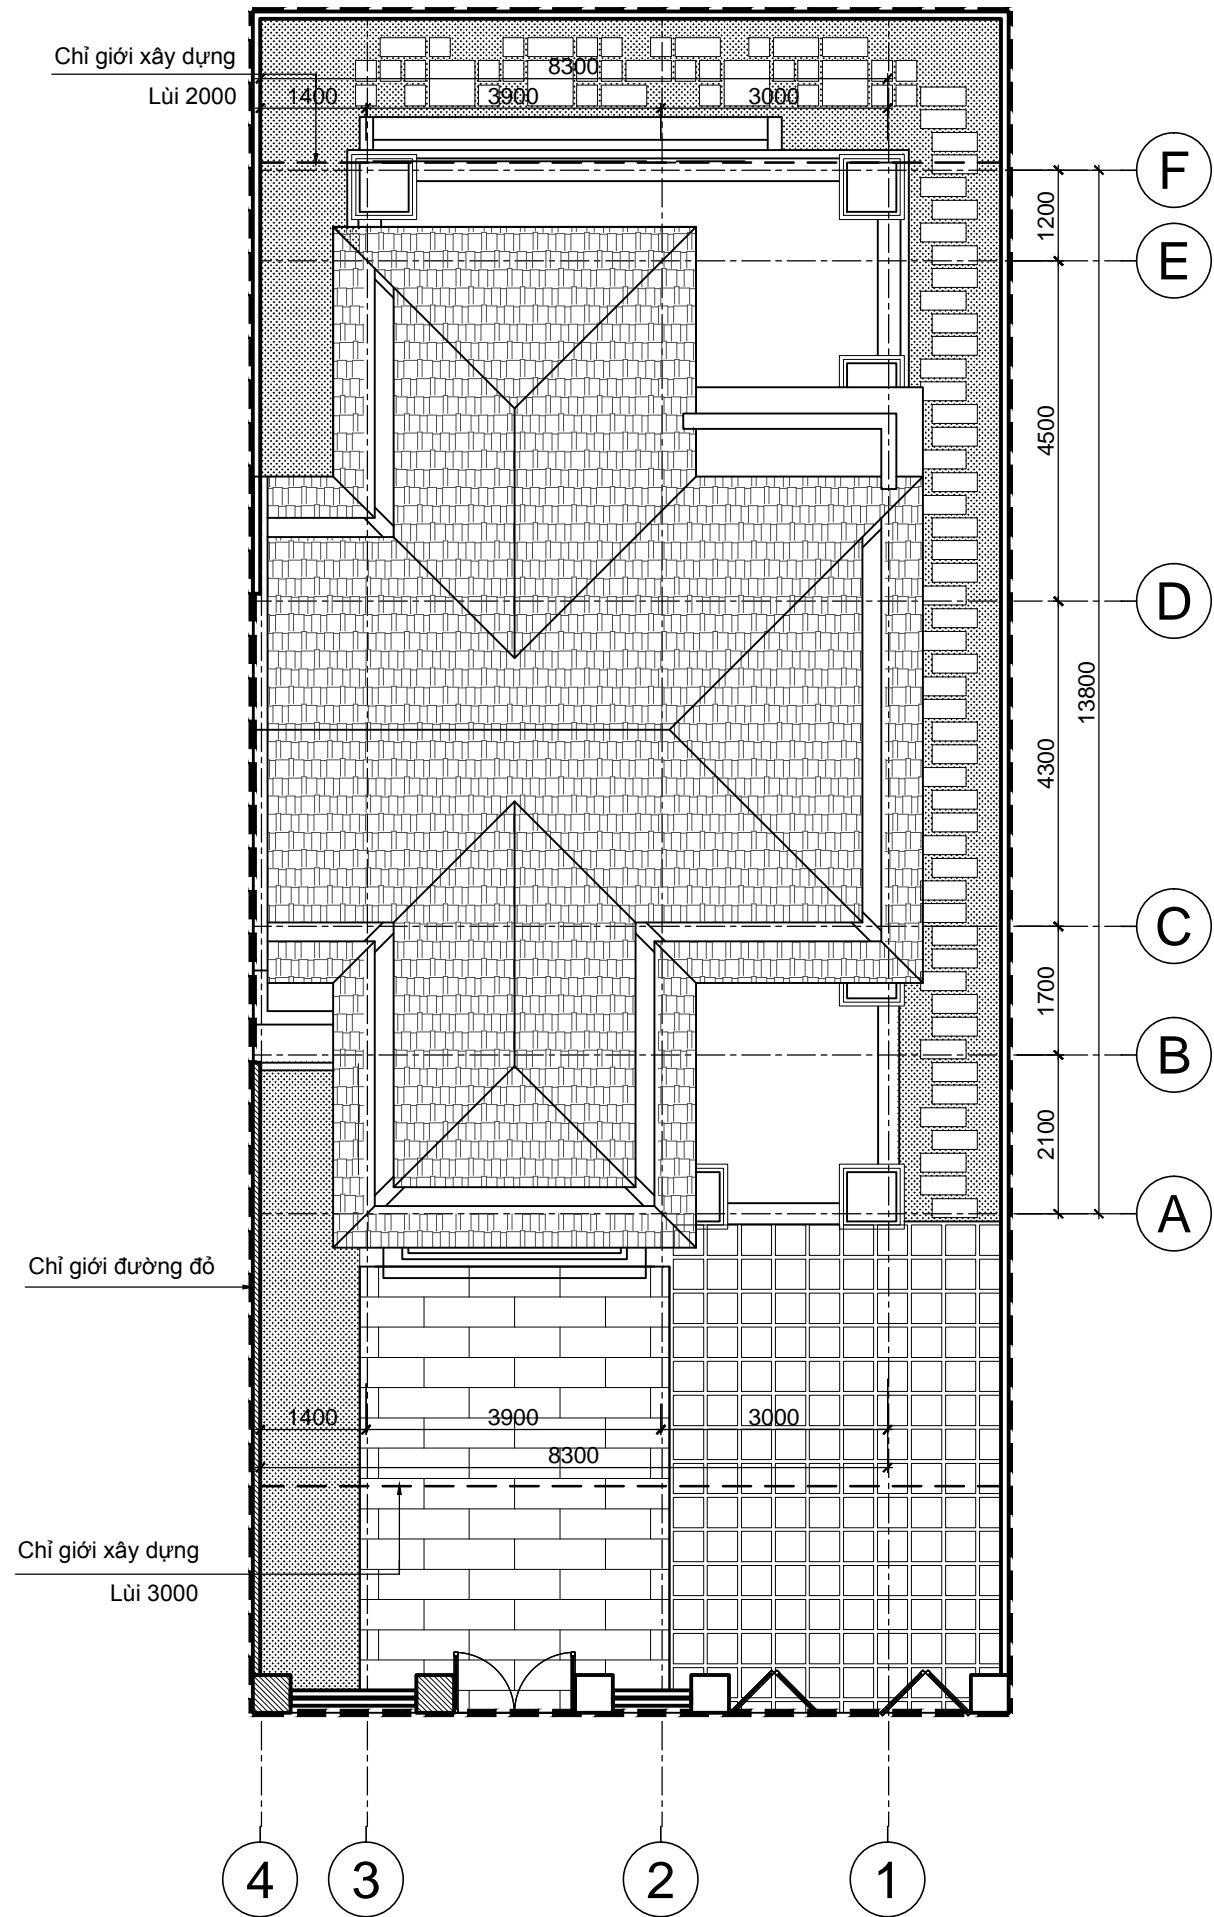 Chỉ giới xây dựng
Lùi 2000
8300
1400
3900
3000
F
1200
E
4500
D
13800
4300
C
1700
B
2100
A
Chỉ giới đường đỏ
1400
3900
3000
8300
Chỉ giới xây dựng
Lùi 3000
4
3
2
1